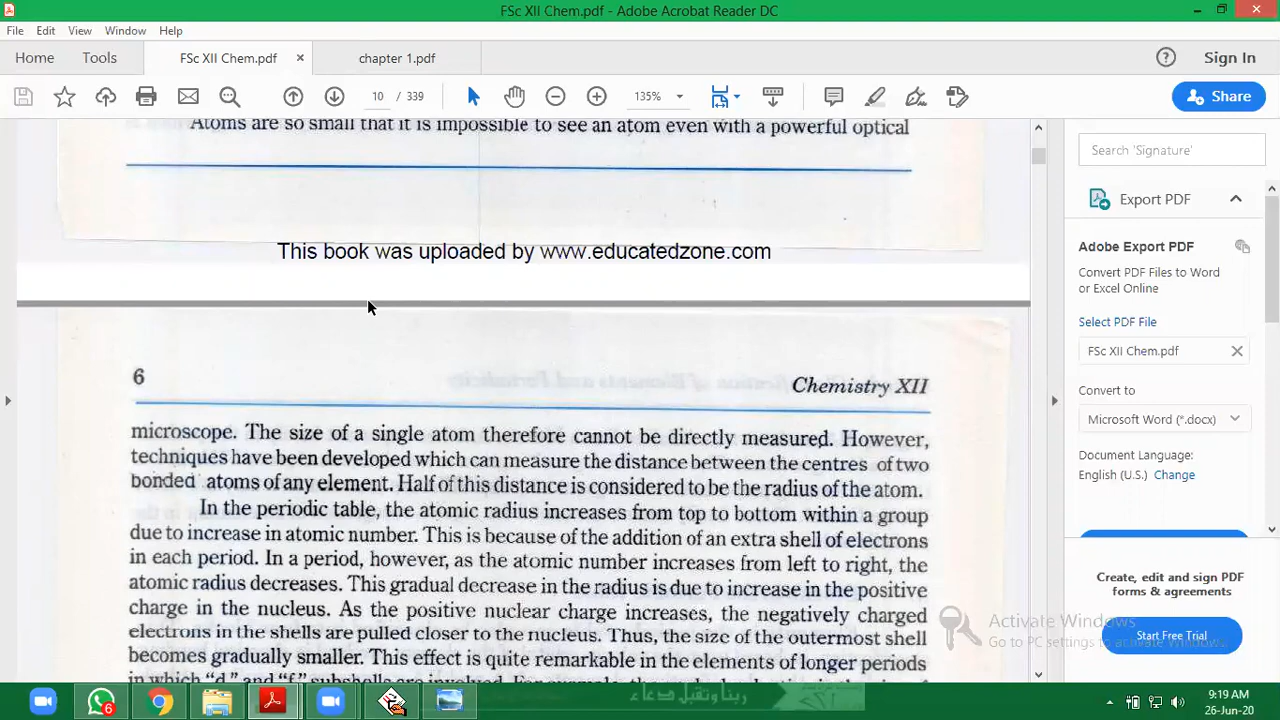 FSc XII Chem.pdf - Adobe Acrobat Reader DC
File Edit View Window Help
Home Tools FSc XII Chem.pdf × chapter 1.pdf Sign In
10 / 339 135% Share
Atoms are so small that it is impossible to see an atom even with a powerful optical
This book was uploaded by www.educatedzone.com
6 Chemistry XII
microscope. The size of a single atom therefore cannot be directly measured. However,
techniques have been developed which can measure the distance between the centres of two
bonded atoms of any element. Half of this distance is considered to be the radius of the atom.
In the periodic table, the atomic radius increases from top to bottom within a group
due to increase in atomic number. This is because of the addition of an extra shell of electrons
in each period. In a period, however, as the atomic number increases from left to right, the
atomic radius decreases. This gradual decrease in the radius is due to increase in the positive
charge in the nucleus. As the positive nuclear charge increases, the negatively charged
electrons in the shells are pulled closer to the nucleus. Thus, the size of the outermost shell
becomes gradually smaller. This effect is quite remarkable in the elements of longer periods
in which "d" and "f" subshells are involved. For example, the
Search 'Signature'
Export PDF
Adobe Export PDF
Convert PDF Files to Word
or Excel Online
Select PDF File
FSc XII Chem.pdf
Convert to
Microsoft Word (*.docx)
Document Language:
English (U.S.) Change
Create, edit and sign PDF
forms & agreements
Start Free Trial
Activate Windows
Go to PC settings to activate Windows.
6
ربنا وتقبل دعاء
9:19 AM
26-Jun-20